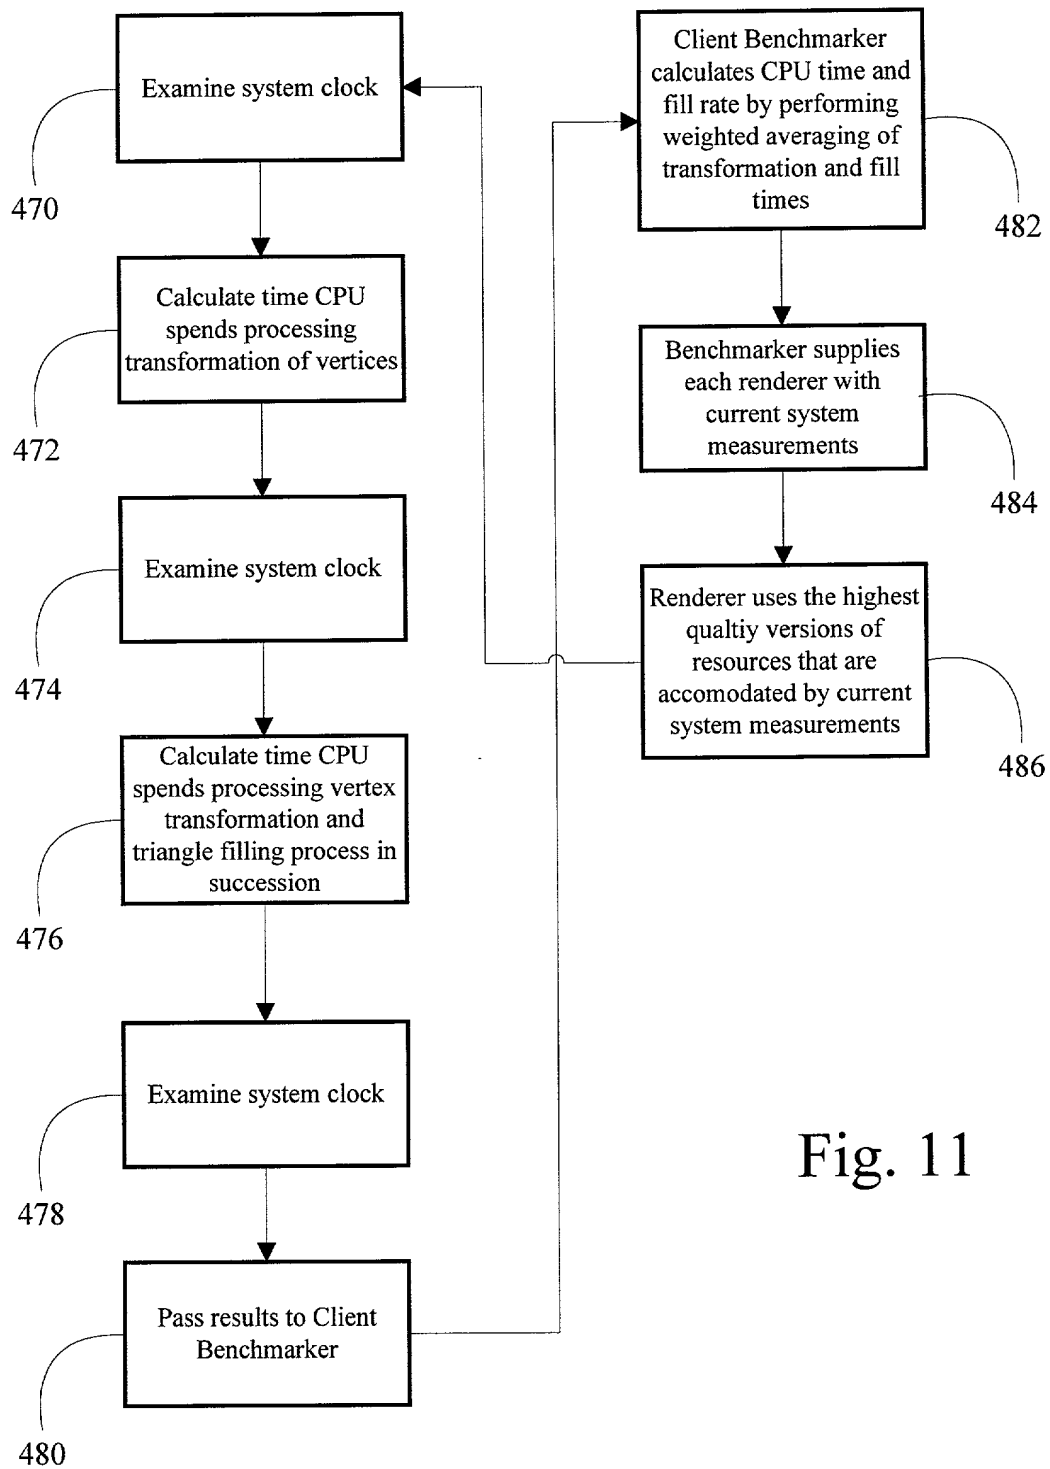 Examine system clock
470
Calculate time CPU
spends processing
transformation of vertices
472
Examine system clock
474
Calculate time CPU
spends processing vertex
transformation and
triangle filling process in
succession
476
Examine system clock
478
Pass results to Client
Benchmarker
480
Client Benchmarker
calculates CPU time and
fill rate by performing
weighted averaging of
transformation and fill
times
482
Benchmarker supplies
each renderer with
current system
measurements
484
Renderer uses the highest
qualtiy versions of
resources that are
accomodated by current
system measurements
486
Fig. 11